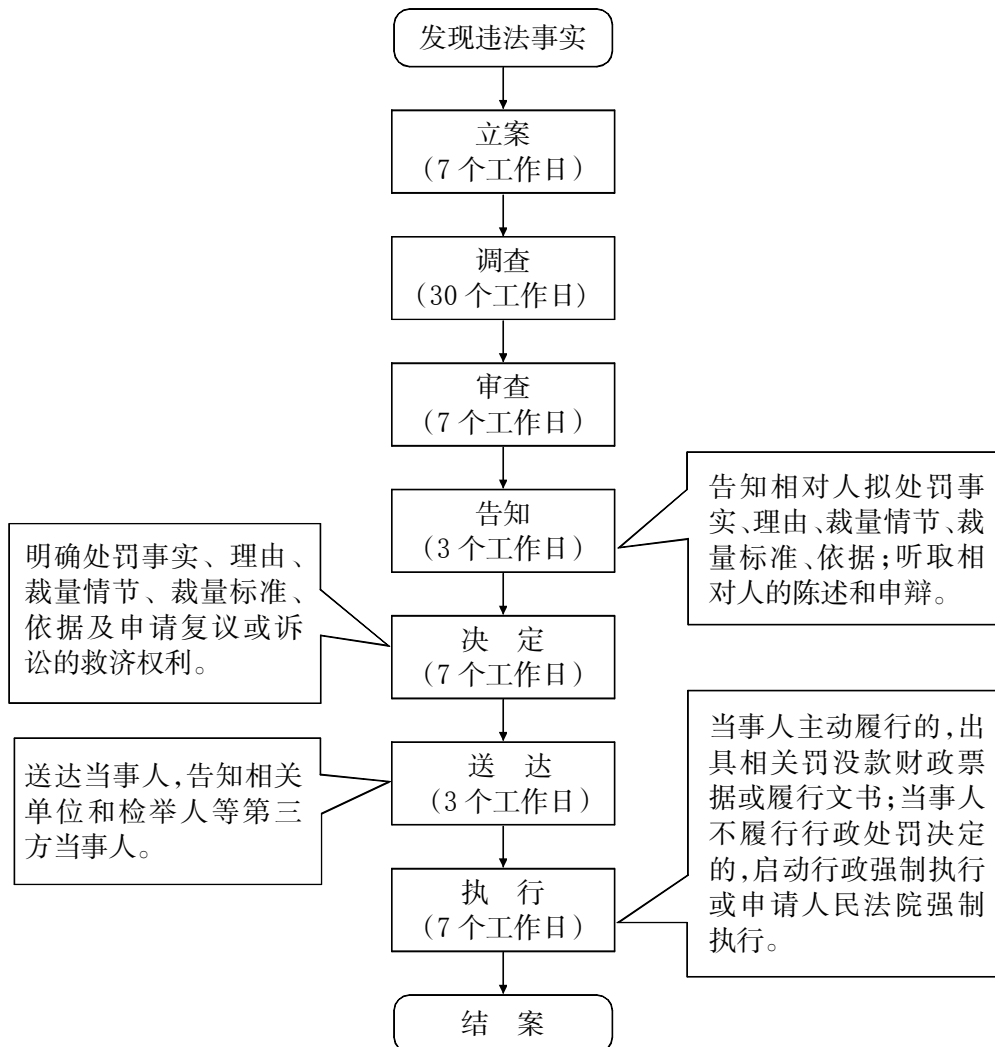 发现违法事实
立案
(7个工作日)
调查
(30个工作日)
审查
(7个工作日)
告知
(3个工作日)
告知相对人拟处罚事
实、理由、裁量情节、裁
量标准、依据;听取相
对人的陈述和申辩。
明确处罚事实、理由、
裁量情节、裁量标准、
依据及申请复议或诉
讼的救济权利。
决 定
(7个工作日)
送达当事人,告知相关
单位和检举人等第三
方当事人。
送 达
(3个工作日)
当事人主动履行的,出
具相关罚没款财政票
据或履行文书;当事人
不履行行政处罚决定
的,启动行政强制执行
或申请人民法院强制
执行。
执 行
(7个工作日)
结 案